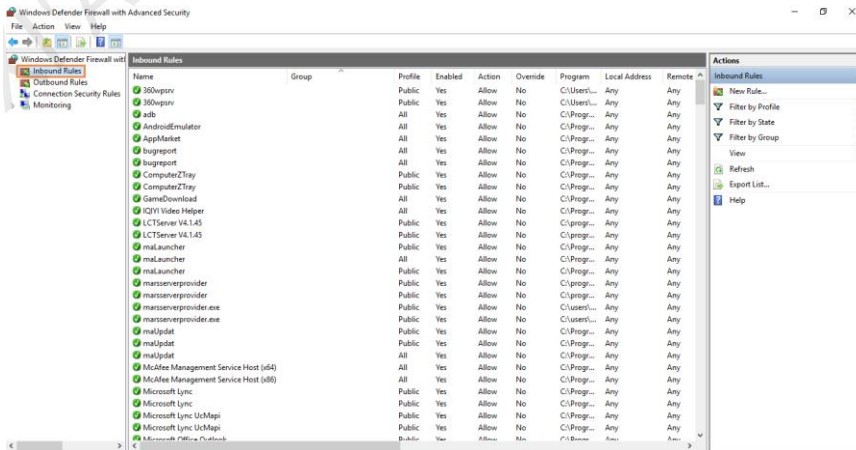 Windows Defender Firewall with Advanced Security
File Action View Help
Windows Defender Firewall witl
Inbound Rules
Outbound Rules
Connection Security Rules
Monitoring
Inbound Rules
Name Group Profile Enabled Action Override Program Local Address Remote
360wpsrv Public Yes Allow No C:\Users\... Any Any
360wpsrv Public Yes Allow No C:\Users\... Any Any
adb All Yes Allow No C:\Progr... Any Any
AndroidEmulator All Yes Allow No C:\Progr... Any Any
AppMarket All Yes Allow No C:\Progr... Any Any
bugreport All Yes Allow No C:\Progr... Any Any
bugreport All Yes Allow No C:\Progr... Any Any
ComputerZTray Public Yes Allow No C:\Progr... Any Any
ComputerZTray Public Yes Allow No C:\Progr... Any Any
GameDownload All Yes Allow No C:\Progr... Any Any
IQIYI Video Helper All Yes Allow No C:\Progr... Any Any
LCTServer V4.1.45 Public Yes Allow No C:\progr... Any Any
LCTServer V4.1.45 Public Yes Allow No C:\progr... Any Any
maLauncher Public Yes Allow No C:\Progr... Any Any
maLauncher All Yes Allow No C:\Progr... Any Any
maLauncher Public Yes Allow No C:\Progr... Any Any
marsserverprovider Public Yes Allow No C:\progr... Any Any
marsserverprovider Public Yes Allow No C:\progr... Any Any
marsserverprovider.exe Public Yes Allow No C:\users\... Any Any
marsserverprovider.exe Public Yes Allow No C:\users\... Any Any
maUpdat Public Yes Allow No C:\Progr... Any Any
maUpdat Public Yes Allow No C:\Progr... Any Any
maUpdat All Yes Allow No C:\Progr... Any Any
McAfee Management Service Host (x64) All Yes Allow No C:\Progr... Any Any
McAfee Management Service Host (x86) All Yes Allow No C:\Progr... Any Any
Microsoft Lync Public Yes Allow No C:\Progr... Any Any
Microsoft Lync Public Yes Allow No C:\Progr... Any Any
Microsoft Lync UcMapi Public Yes Allow No C:\Progr... Any Any
Microsoft Lync UcMapi Public Yes Allow No C:\Progr... Any Any
Microsoft Office Outlook Public Yes Allow No C:\Progr... Any Any
Actions
Inbound Rules
New Rule...
Filter by Profile
Filter by State
Filter by Group
View
Refresh
Export List...
Help